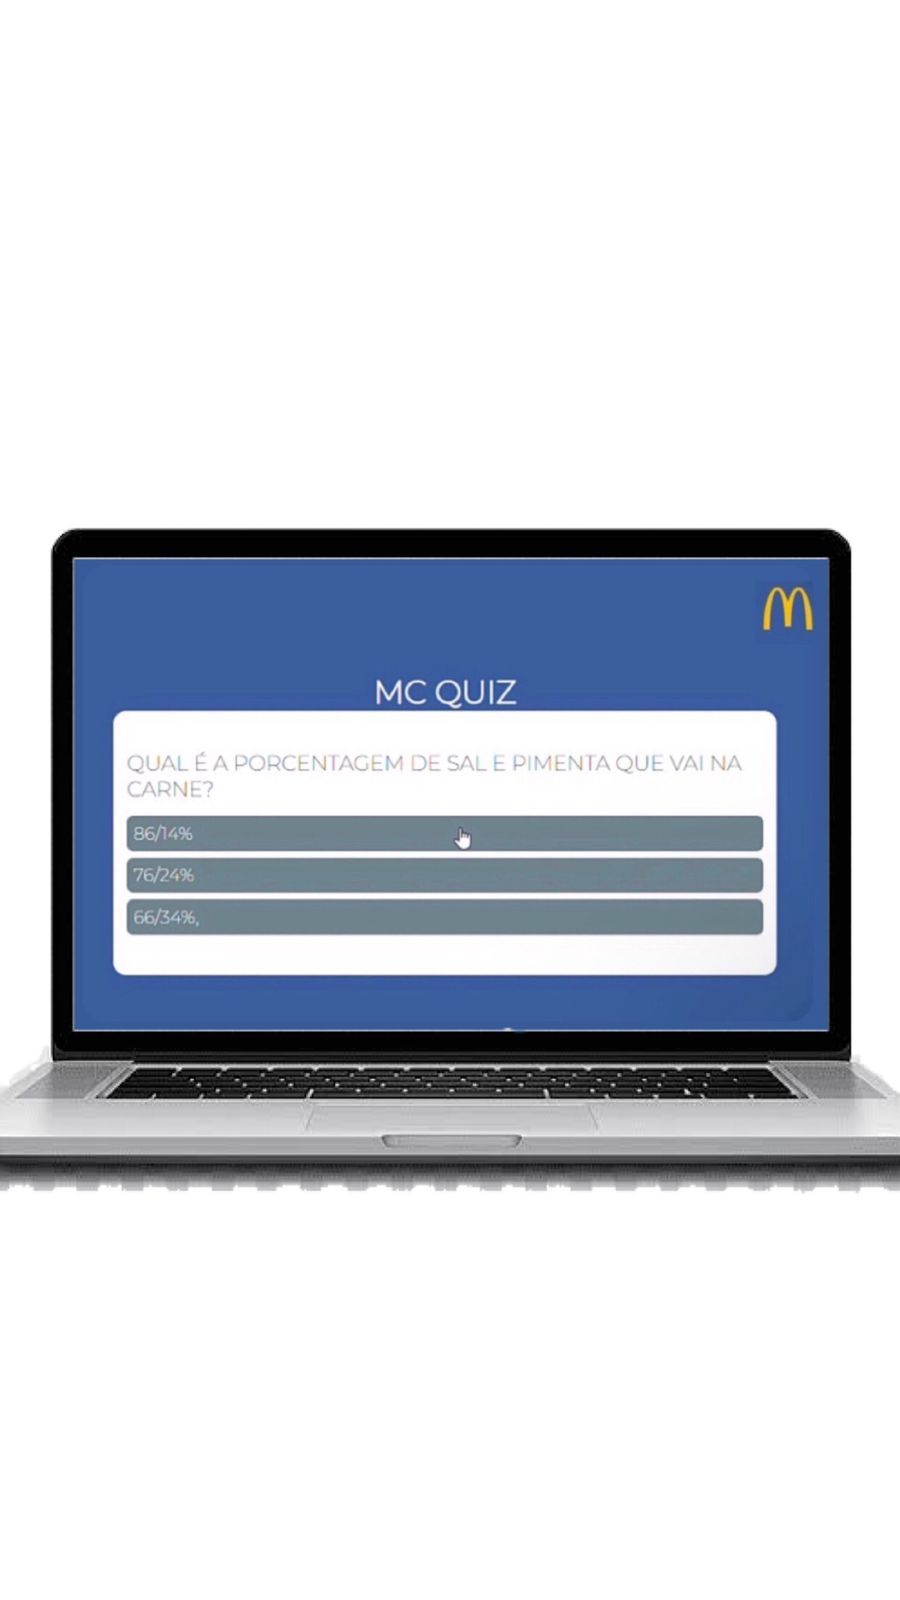 MC QUIZ
QUAL É A PORCENTAGEM DE SAL E PIMENTA QUE VAI NA
CARNE?
86/14%
76/24%
66/34%,